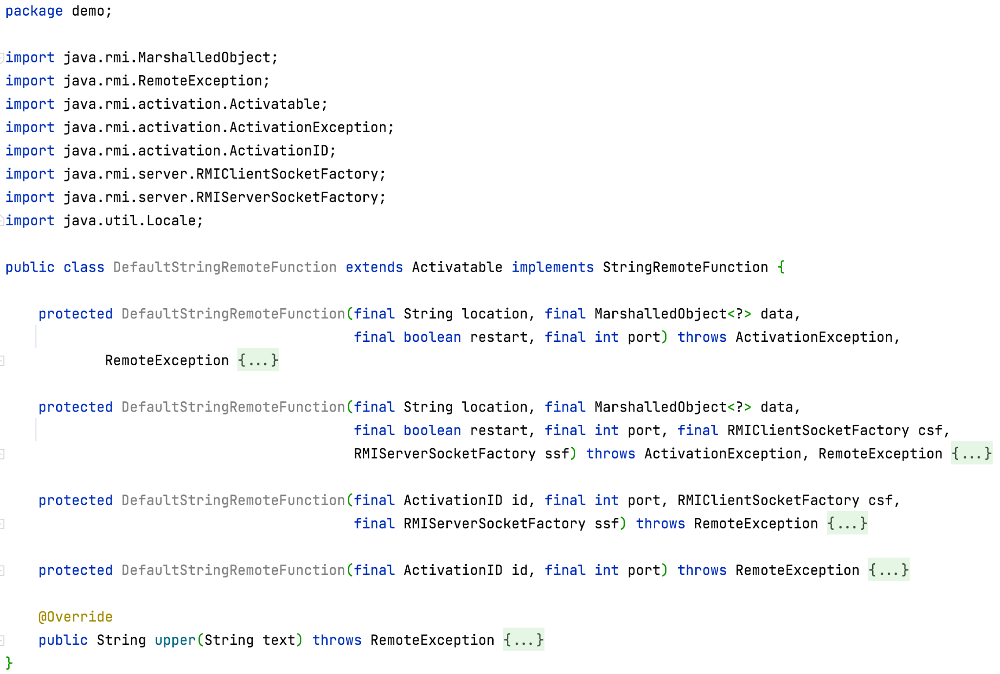 package demo;
import java.rmi.MarshalledObject;
import java.rmi.RemoteException;
import java.rmi.activation.Activatable;
import java.rmi.activation.ActivationException;
import java.rmi.activation.ActivationID;
import java.rmi.server.RMIClientSocketFactory;
import java.rmi.server.RMIServerSocketFactory;
import java.util.Locale;
public class DefaultStringRemoteFunction extends Activatable implements StringRemoteFunction {
protected DefaultStringRemoteFunction(final String location, final MarshalledObject<?> data,
final boolean restart, final int port) throws ActivationException,
RemoteException {...}
protected DefaultStringRemoteFunction(final String location, final MarshalledObject<?> data,
final boolean restart, final int port, final RMIClientSocketFactory csf,
RMIServerSocketFactory ssf) throws ActivationException, RemoteException {...}
protected DefaultStringRemoteFunction(final ActivationID id, final int port, RMIClientSocketFactory csf,
final RMIServerSocketFactory ssf) throws RemoteException {...}
protected DefaultStringRemoteFunction(final ActivationID id, final int port) throws RemoteException {...}
@Override
public String upper(String text) throws RemoteException {...}
}